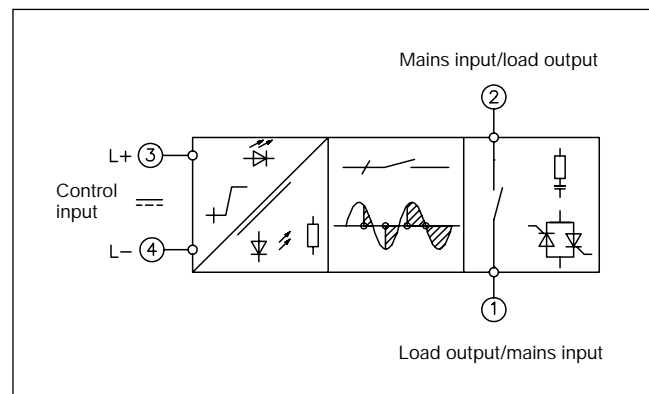 Mains input/load output
2
L+ 3
Control
input
L− 4
1
Load output/mains input